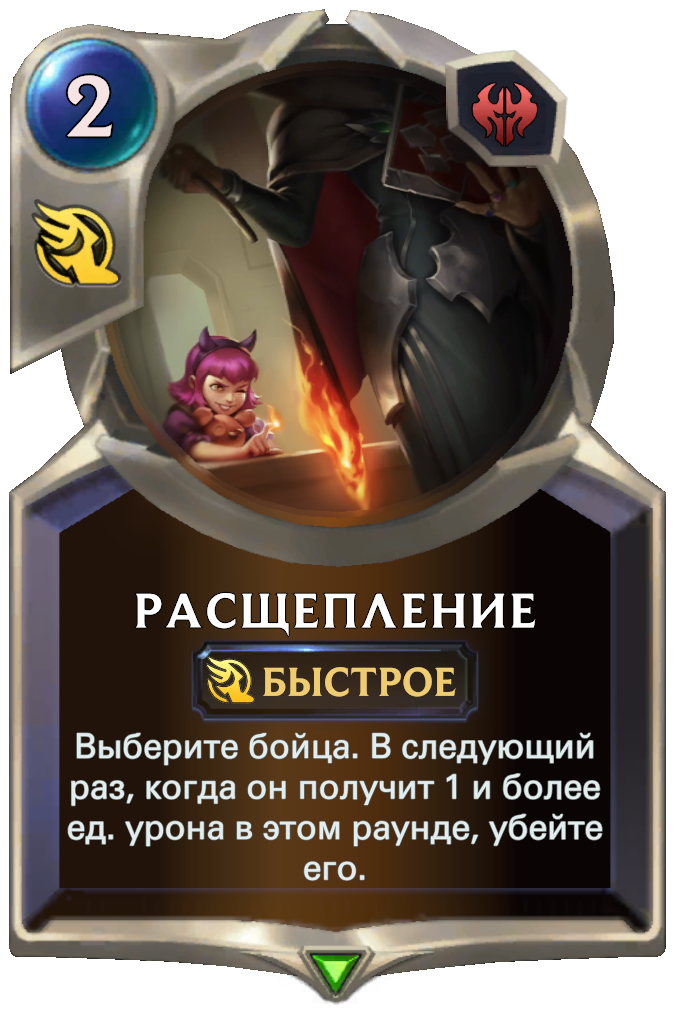 2
РАСЩЕПЛЕНИЕ
БЫСТРОЕ
Выберите бойца. В следующий
раз, когда он получит 1 и более
ед. урона в этом раунде, убейте
его.